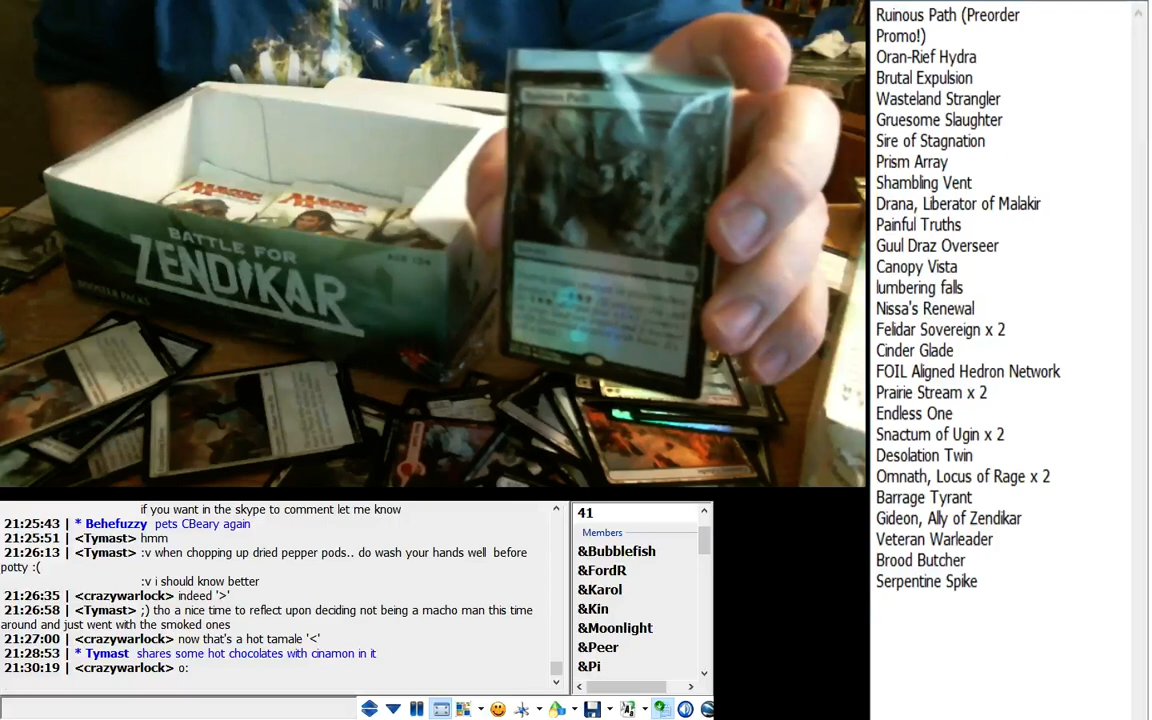 MAGIC
MAGIC
BATTLE FOR
ZENDIKAR
BOOSTER PACKS
Ruinous Path (Preorder
Promo!)
Oran-Rief Hydra
Brutal Expulsion
Wasteland Strangler
Gruesome Slaughter
Sire of Stagnation
Prism Array
Shambling Vent
Drana, Liberator of Malakir
Painful Truths
Guul Draz Overseer
Canopy Vista
lumbering falls
Nissa's Renewal
Felidar Sovereign x 2
Cinder Glade
FOIL Aligned Hedron Network
Prairie Stream x 2
Endless One
Snactum of Ugin x 2
Desolation Twin
Omnath, Locus of Rage x 2
Barrage Tyrant
Gideon, Ally of Zendikar
Veteran Warleader
Brood Butcher
Serpentine Spike
if you want in the skype to comment let me know
21:25:43 | * Behefuzzy pets CBeary again
21:25:51 | <Tymast> hmm
21:26:13 | <Tymast> :v when chopping up dried pepper pods.. do wash your hands well before
potty :(
:v i should know better
21:26:35 | <crazywarlock> indeed '>'
21:26:58 | <Tymast> ;) tho a nice time to reflect upon deciding not being a macho man this time
around and just went with the smoked ones
21:27:00 | <crazywarlock> now that's a hot tamale '<'
21:28:53 | * Tymast shares some hot chocolates with cinamon in it
21:30:19 | <crazywarlock> o:
41
Members
&Bubblefish
&FordR
&Karol
&Kin
&Moonlight
&Peer
&Pi